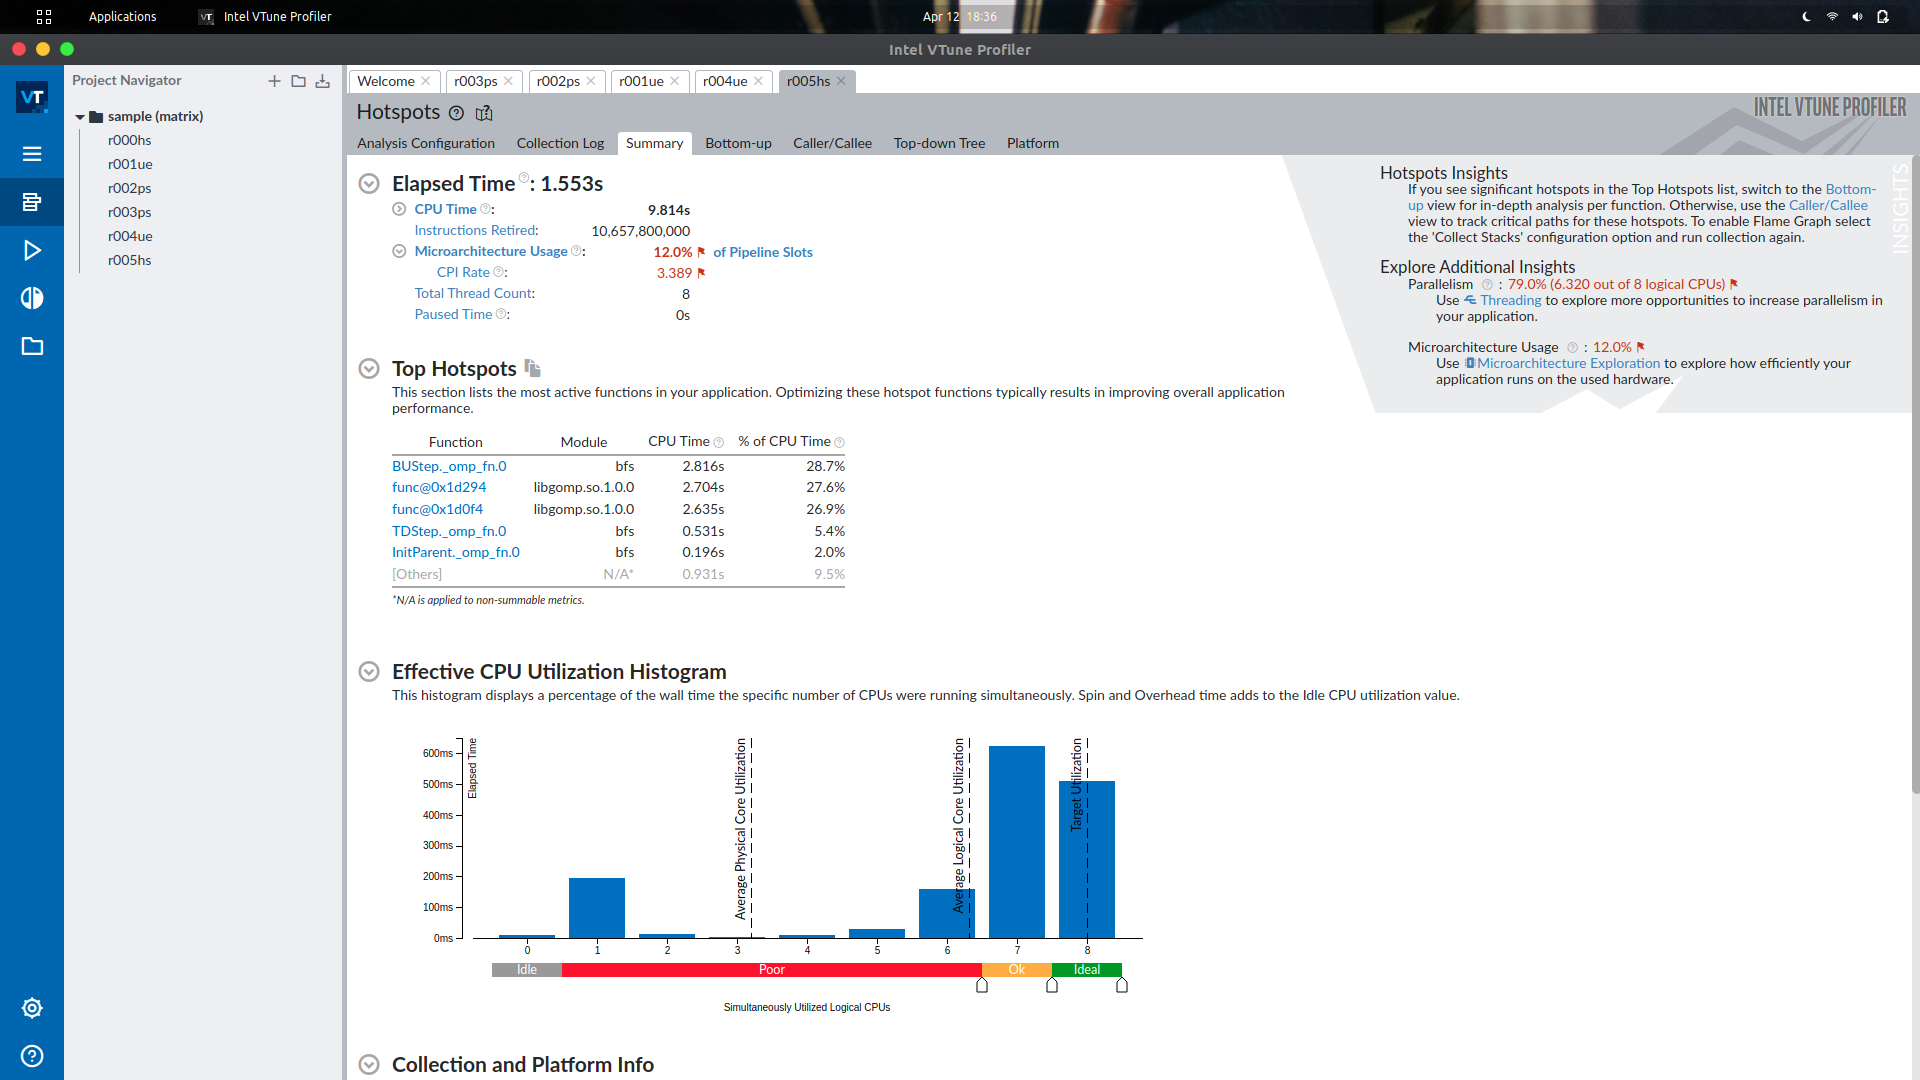 Applications
Intel VTune Profiler
Apr 12 18:36
Intel VTune Profiler
Project Navigator
sample (matrix)
r000hs
r001ue
r002ps
r003ps
r004ue
r005hs
VT
Welcome
r003ps
r002ps
r001ue
r004ue
r005hs
Hotspots
INTEL VTUNE PROFILER
Analysis Configuration
Collection Log
Summary
Bottom-up
Caller/Callee
Top-down Tree
Platform
Elapsed Time : 1.553s
CPU Time : 9.814s
Instructions Retired: 10,657,800,000
Microarchitecture Usage : 12.0% of Pipeline Slots
CPI Rate : 3.389
Total Thread Count: 8
Paused Time : 0s
Hotspots Insights
If you see significant hotspots in the Top Hotspots list, switch to the Bottom-
up view for in-depth analysis per function. Otherwise, use the Caller/Callee
view to track critical paths for these hotspots. To enable Flame Graph select
the 'Collect Stacks' configuration option and run collection again.
Explore Additional Insights
Parallelism : 79.0% (6.320 out of 8 logical CPUs)
Use Threading to explore more opportunities to increase parallelism in
your application.
Microarchitecture Usage : 12.0%
Use Microarchitecture Exploration to explore how efficiently your
application runs on the used hardware.
INSIGHTS
Top Hotspots
This section lists the most active functions in your application. Optimizing these hotspot functions typically results in improving overall application
performance.
Function Module CPU Time % of CPU Time
BUStep._omp_fn.0 bfs 2.816s 28.7%
func@0x1d294 libgomp.so.1.0.0 2.704s 27.6%
func@0x1d0f4 libgomp.so.1.0.0 2.635s 26.9%
TDStep._omp_fn.0 bfs 0.531s 5.4%
InitParent._omp_fn.0 bfs 0.196s 2.0%
[Others] N/A* 0.931s 9.5%
*N/A is applied to non-summable metrics.
Effective CPU Utilization Histogram
This histogram displays a percentage of the wall time the specific number of CPUs were running simultaneously. Spin and Overhead time adds to the Idle CPU utilization value.
600ms
500ms
400ms
300ms
200ms
100ms
0ms
Elapsed Time
Average Physical Core Utilization
Average Logical Core Utilization
Target Utilization
0 1 2 3 4 5 6 7 8
Idle Poor Ok Ideal
Simultaneously Utilized Logical CPUs
Collection and Platform Info